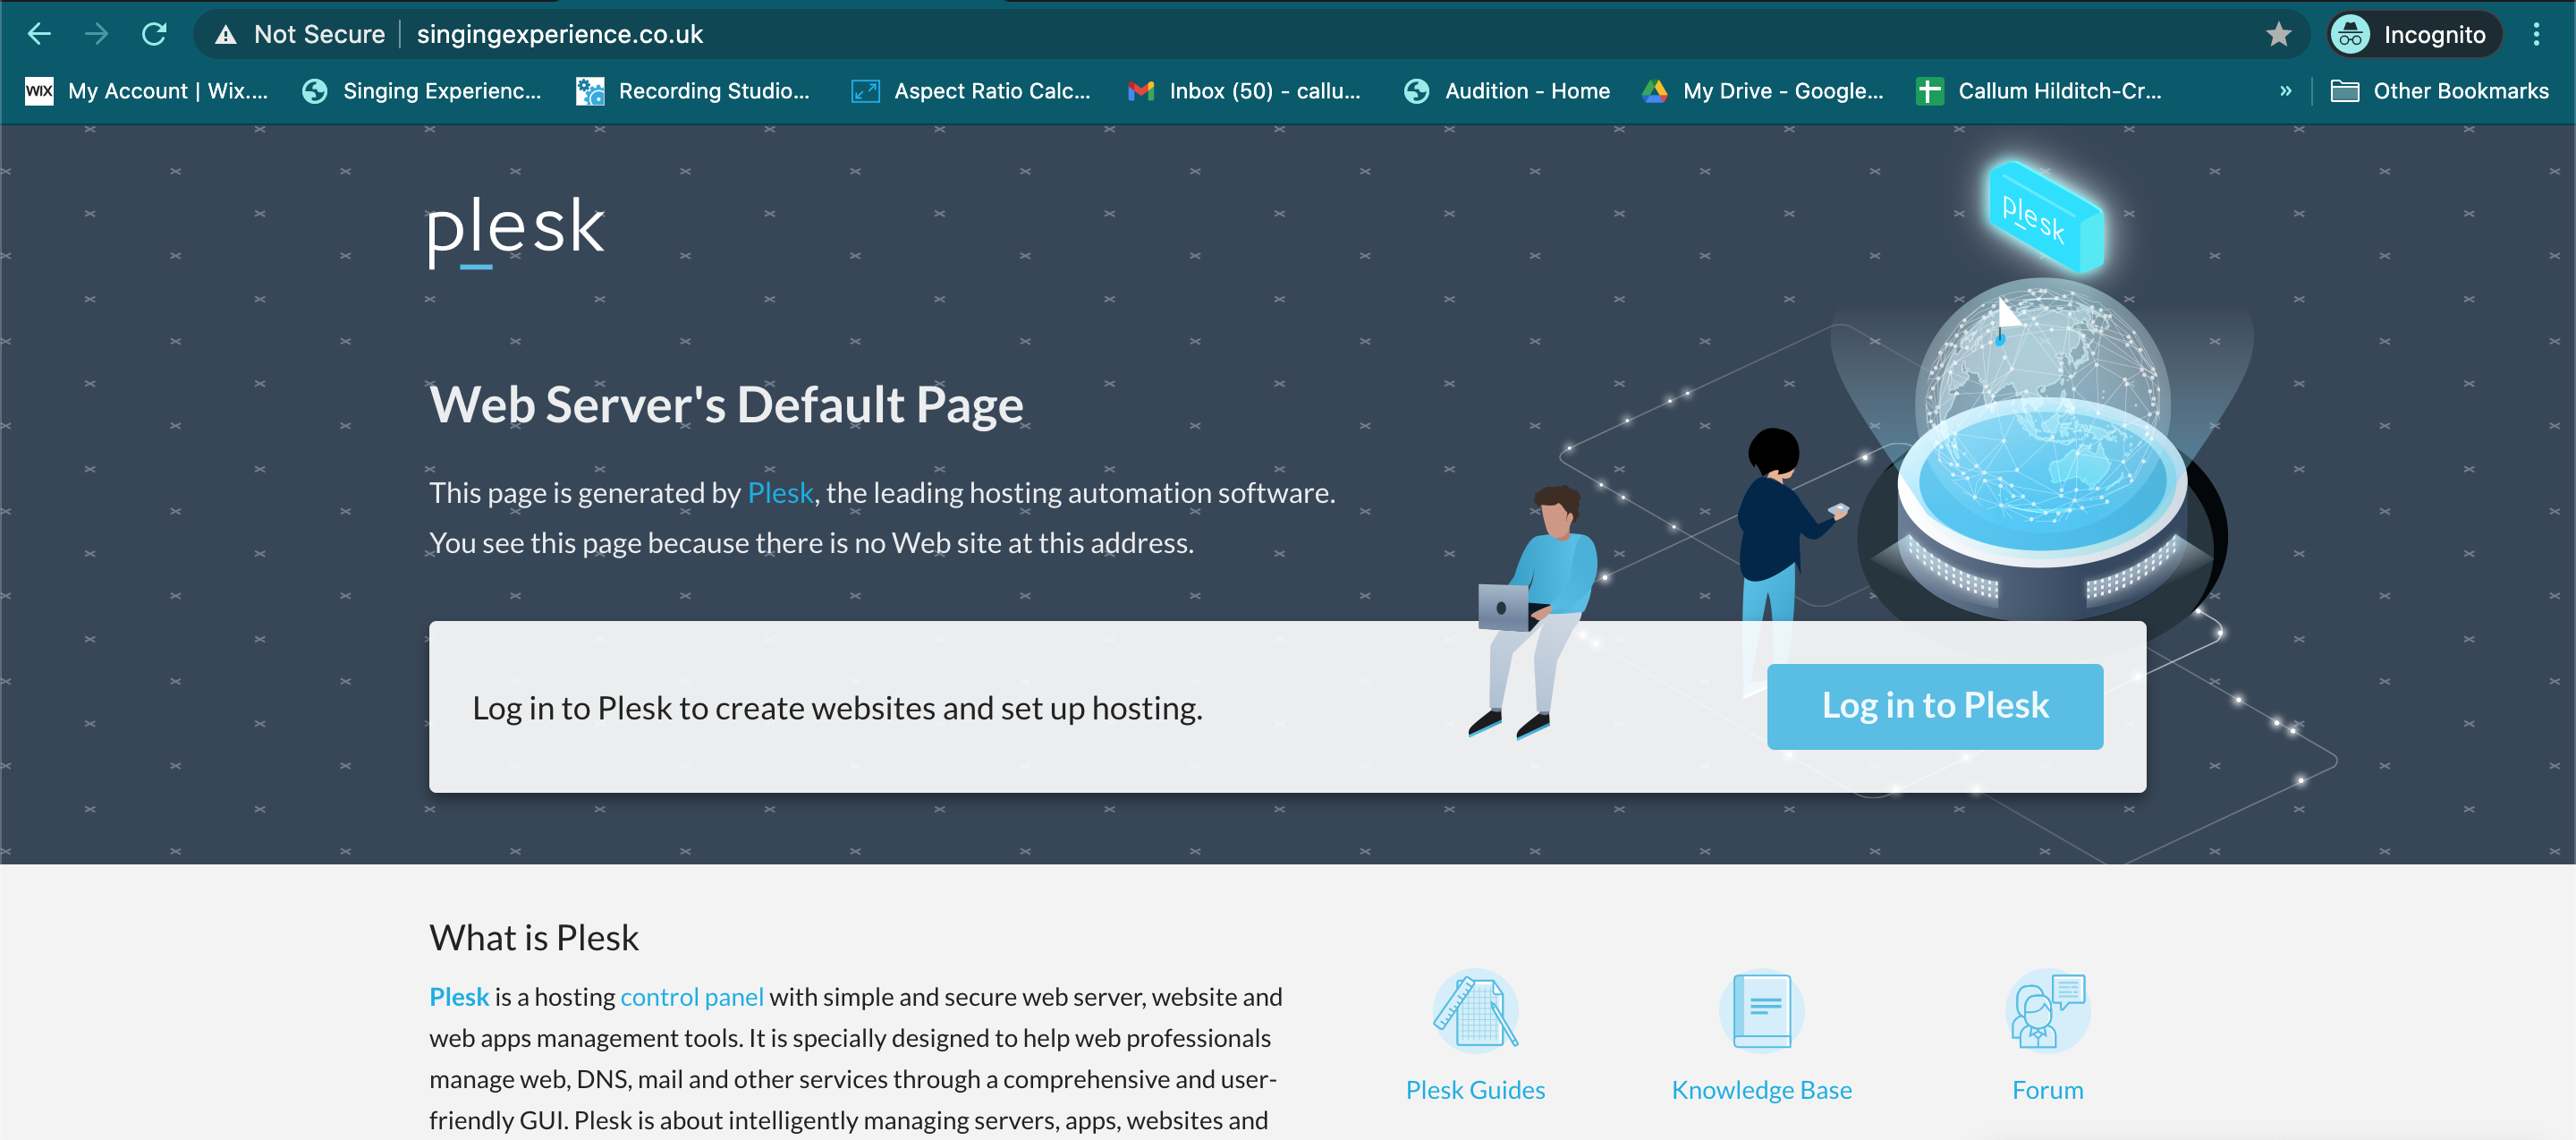 Not Secure singingexperience.co.uk Incognito
WIX My Account | Wix.... Singing Experienc... Recording Studio... Aspect Ratio Calc... Inbox (50) - callu... Audition - Home My Drive - Google... Callum Hilditch-Cr... » Other Bookmarks
plesk
plesk
Web Server's Default Page
This page is generated by Plesk, the leading hosting automation software.
You see this page because there is no Web site at this address.
Log in to Plesk to create websites and set up hosting. Log in to Plesk
What is Plesk
Plesk is a hosting control panel with simple and secure web server, website and
web apps management tools. It is specially designed to help web professionals
manage web, DNS, mail and other services through a comprehensive and user-
friendly GUI. Plesk is about intelligently managing servers, apps, websites and
Plesk Guides Knowledge Base Forum